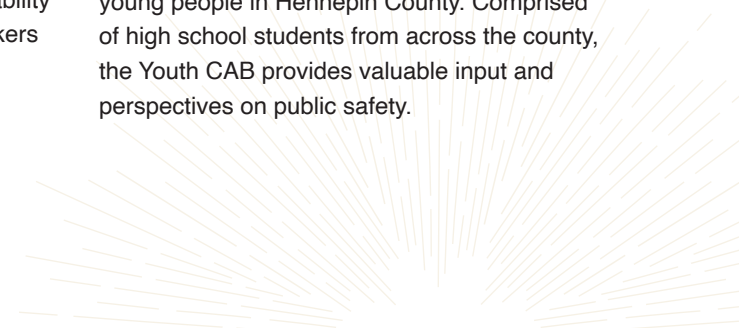 young people in Hennepin County. Comprised
kers
of high school students from across the county,
the Youth CAB provides valuable input and
perspectives on public safety.